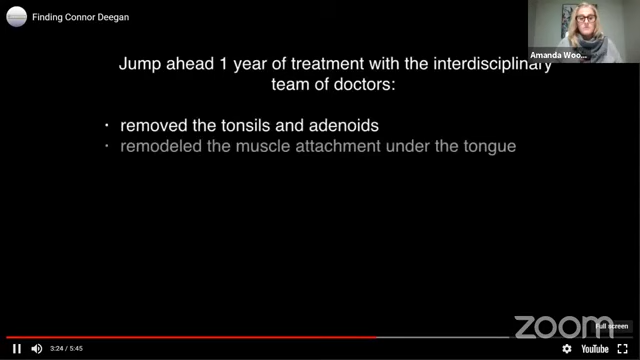 Finding Connor Deegan
Amanda Woo...
Jump ahead 1 year of treatment with the interdisciplinary
team of doctors:
· removed the tonsils and adenoids
· remodeled the muscle attachment under the tongue
Full screen
zoom
3:24 / 5:45
YouTube